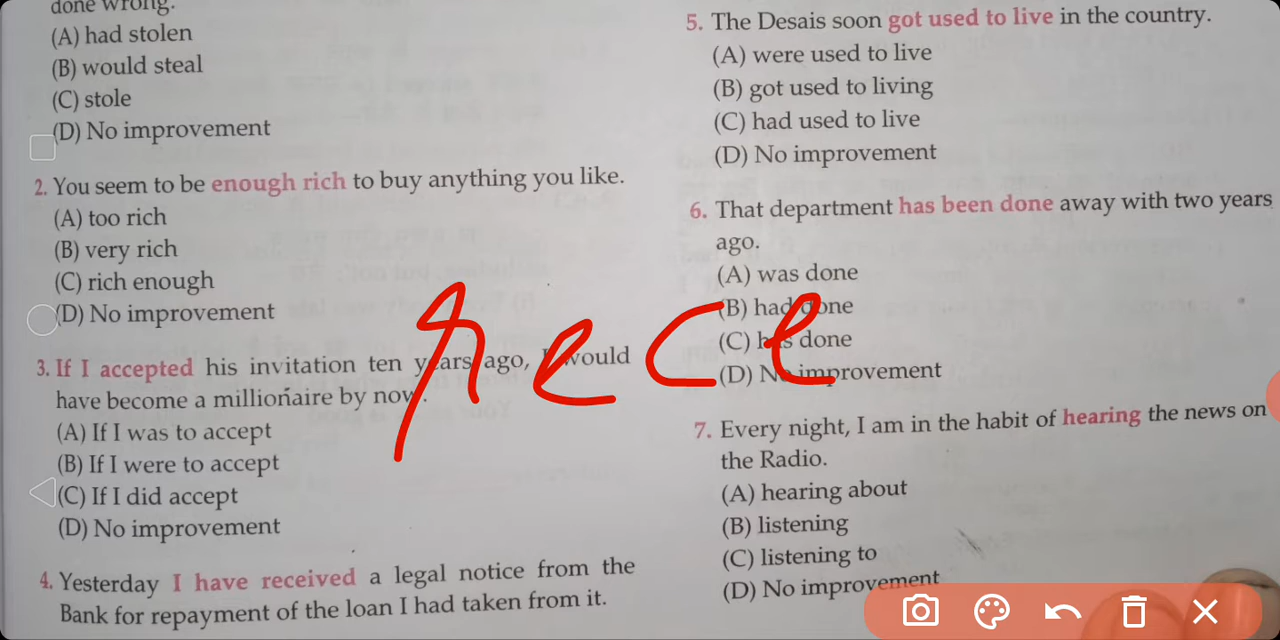 done wrong.
(A) had stolen
(B) would steal
(C) stole
(D) No improvement
2. You seem to be enough rich to buy anything you like.
(A) too rich
(B) very rich
(C) rich enough
(D) No improvement
3. If I accepted his invitation ten years ago, I would
have become a millionaire by now.
(A) If I was to accept
(B) If I were to accept
(C) If I did accept
(D) No improvement
4. Yesterday I have received a legal notice from the
Bank for repayment of the loan I had taken from it.
5. The Desais soon got used to live in the country.
(A) were used to live
(B) got used to living
(C) had used to live
(D) No improvement
6. That department has been done away with two years
ago.
(A) was done
(B) had done
(C) has done
(D) No improvement
7. Every night, I am in the habit of hearing the news on
the Radio.
(A) hearing about
(B) listening
(C) listening to
(D) No improvement